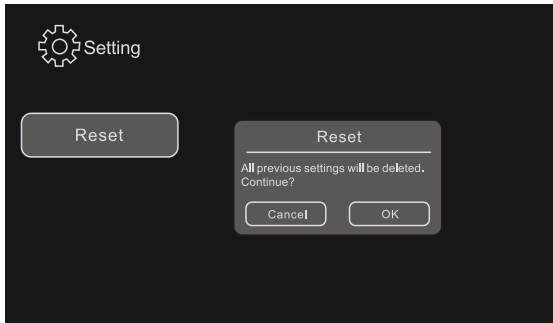 Setting
Reset
Reset
All previous settings will be deleted.
Continue?
Cancel
OK